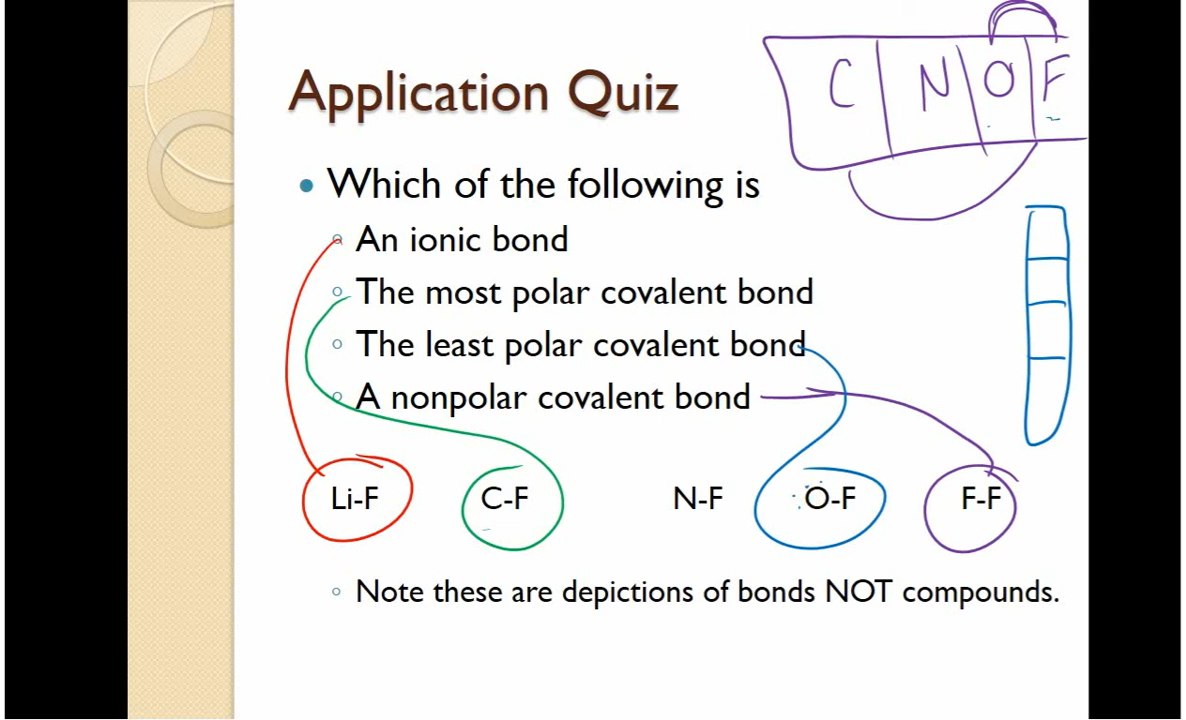 C N O F
Application Quiz
Which of the following is
An ionic bond
The most polar covalent bond
The least polar covalent bond
A nonpolar covalent bond
Li-F C-F N-F O-F F-F
Note these are depictions of bonds NOT compounds.